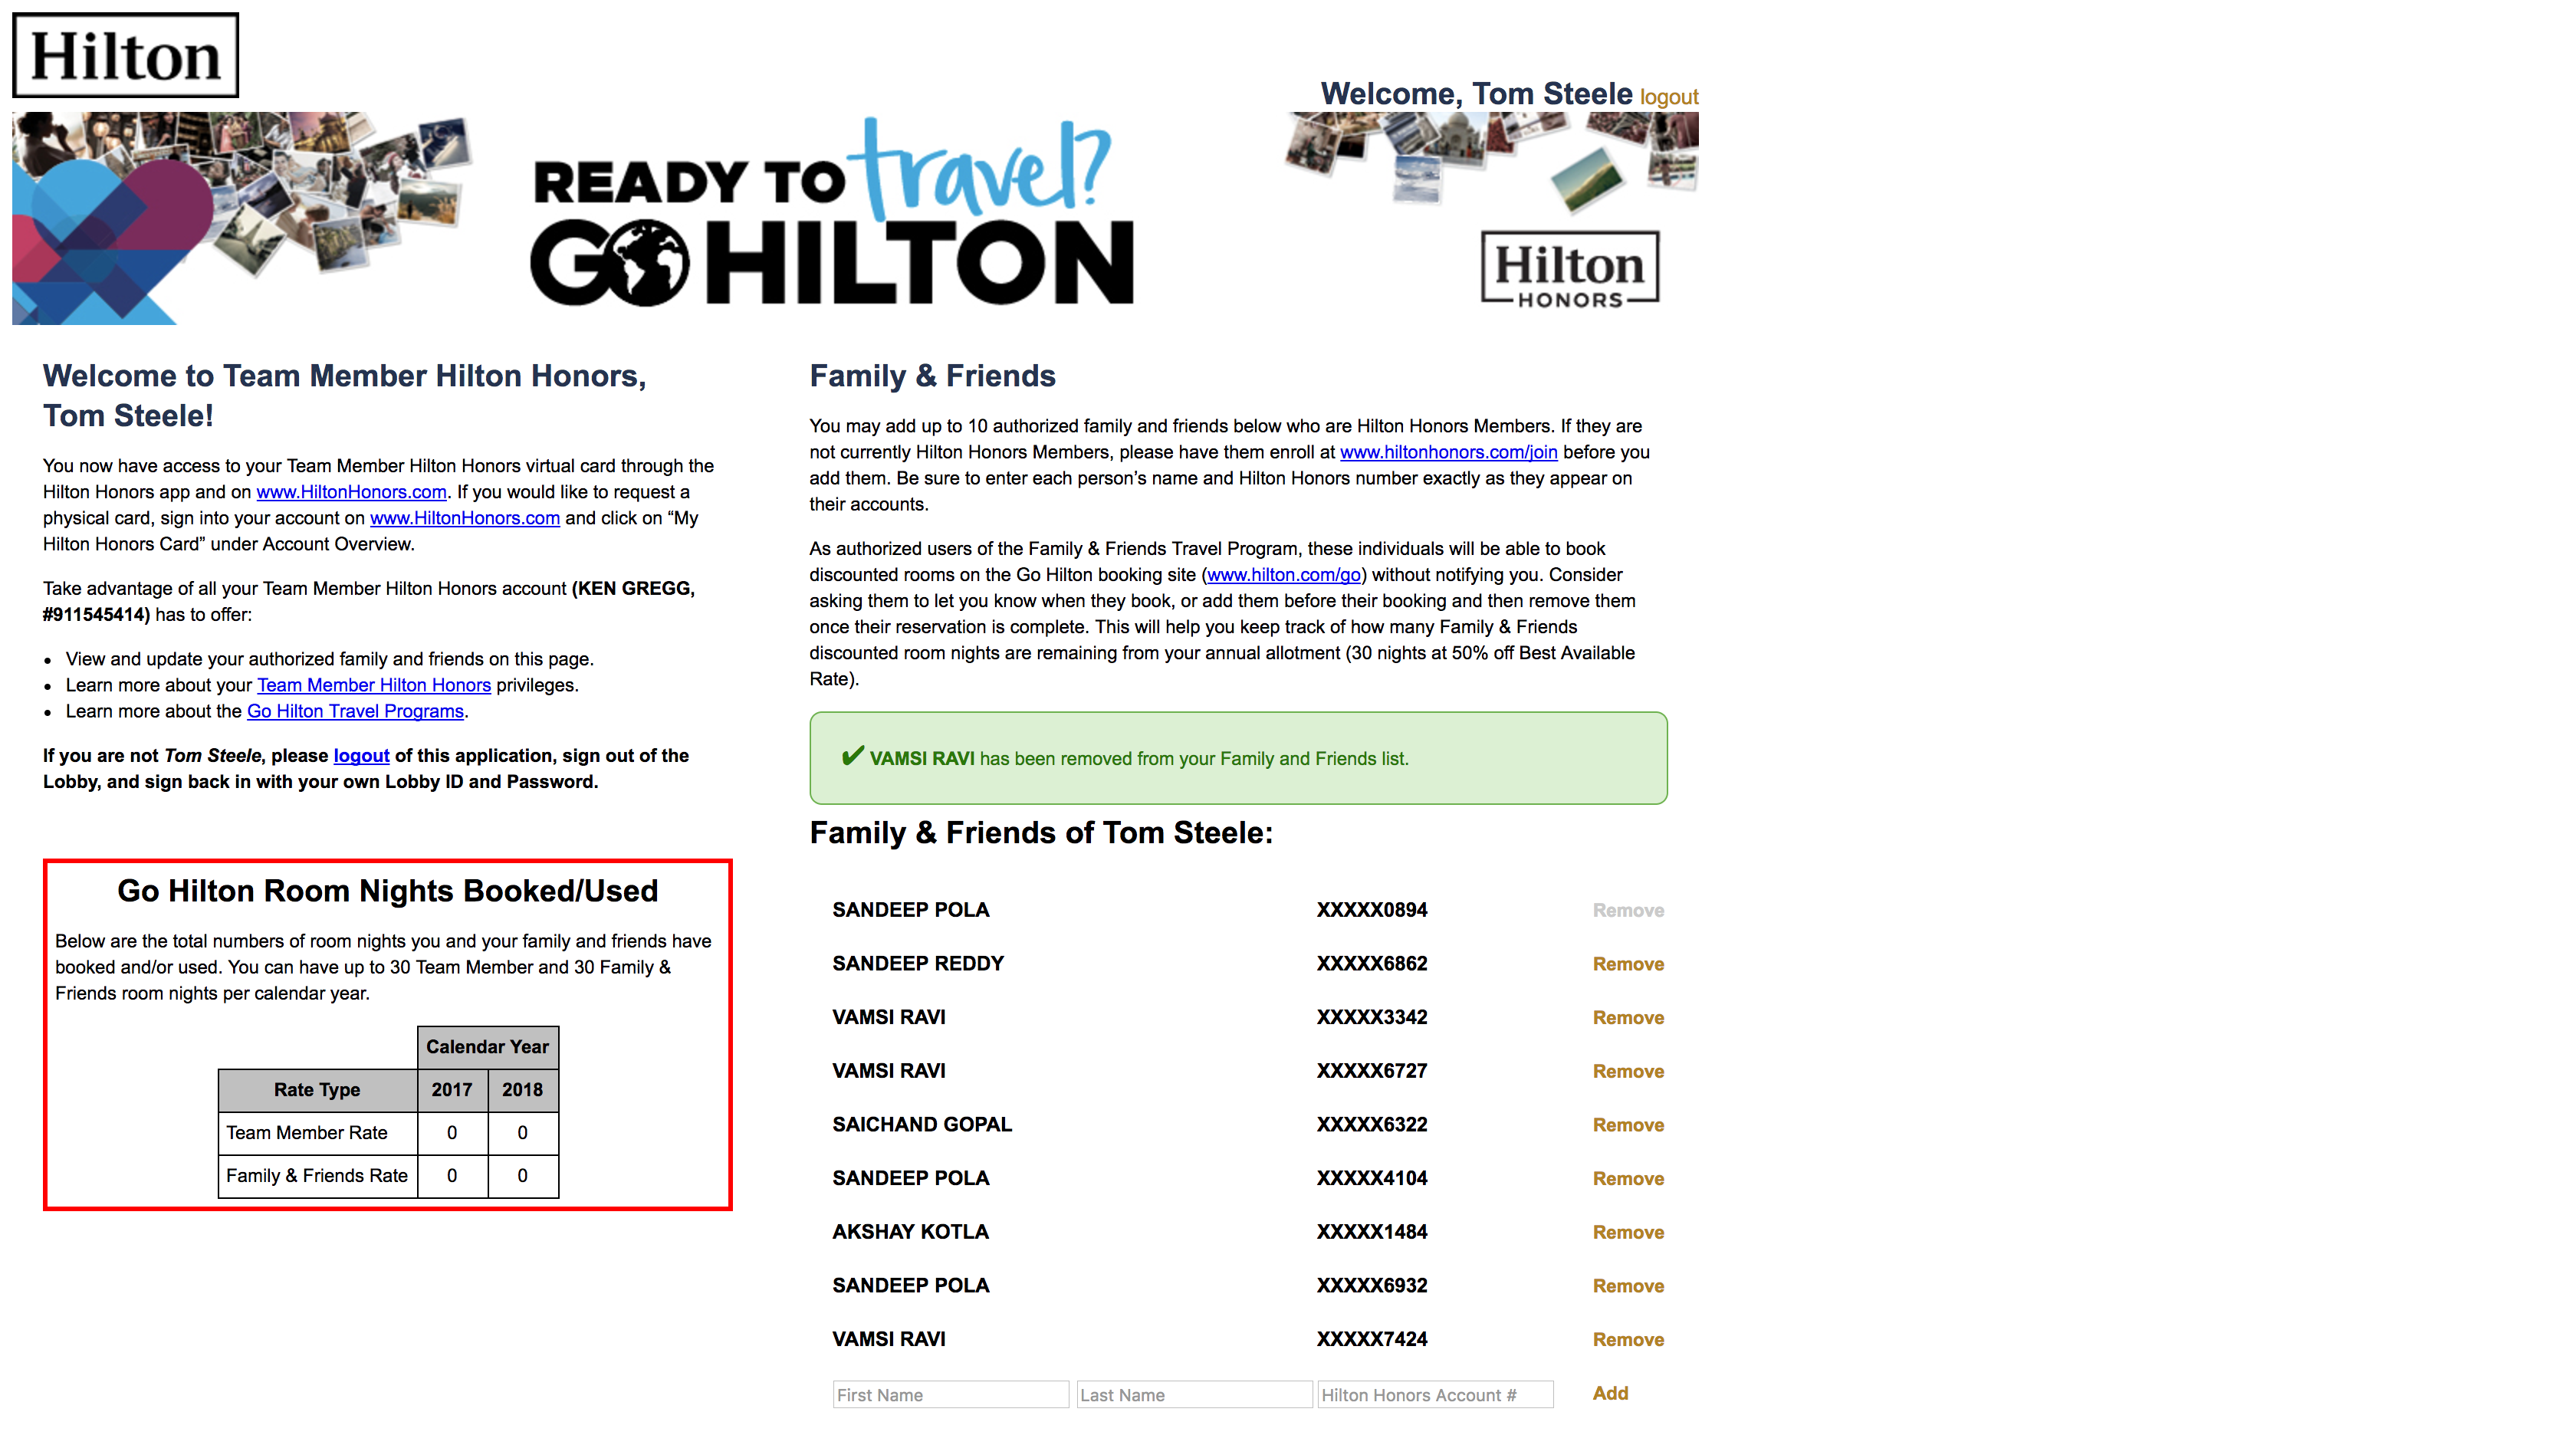 Hilton
Welcome, Tom Steele logout
READY TO travel?
GO HILTON
Hilton
HONORS
Welcome to Team Member Hilton Honors,
Tom Steele!
You now have access to your Team Member Hilton Honors virtual card through the
Hilton Honors app and on www.HiltonHonors.com. If you would like to request a
physical card, sign into your account on www.HiltonHonors.com and click on “My
Hilton Honors Card” under Account Overview.
Take advantage of all your Team Member Hilton Honors account (KEN GREGG,
#911545414) has to offer:
• View and update your authorized family and friends on this page.
• Learn more about your Team Member Hilton Honors privileges.
• Learn more about the Go Hilton Travel Programs.
If you are not Tom Steele, please logout of this application, sign out of the
Lobby, and sign back in with your own Lobby ID and Password.
Go Hilton Room Nights Booked/Used
Below are the total numbers of room nights you and your family and friends have
booked and/or used. You can have up to 30 Team Member and 30 Family &
Friends room nights per calendar year.
Calendar Year
Rate Type 2017 2018
Team Member Rate 0 0
Family & Friends Rate 0 0
Family & Friends
You may add up to 10 authorized family and friends below who are Hilton Honors Members. If they are
not currently Hilton Honors Members, please have them enroll at www.hiltonhonors.com/join before you
add them. Be sure to enter each person’s name and Hilton Honors number exactly as they appear on
their accounts.
As authorized users of the Family & Friends Travel Program, these individuals will be able to book
discounted rooms on the Go Hilton booking site (www.hilton.com/go) without notifying you. Consider
asking them to let you know when they book, or add them before their booking and then remove them
once their reservation is complete. This will help you keep track of how many Family & Friends
discounted room nights are remaining from your annual allotment (30 nights at 50% off Best Available
Rate).
✔ VAMSI RAVI has been removed from your Family and Friends list.
Family & Friends of Tom Steele:
SANDEEP POLA XXXXX0894 Remove
SANDEEP REDDY XXXXX6862 Remove
VAMSI RAVI XXXXX3342 Remove
VAMSI RAVI XXXXX6727 Remove
SAICHAND GOPAL XXXXX6322 Remove
SANDEEP POLA XXXXX4104 Remove
AKSHAY KOTLA XXXXX1484 Remove
SANDEEP POLA XXXXX6932 Remove
VAMSI RAVI XXXXX7424 Remove
First Name Last Name Hilton Honors Account # Add